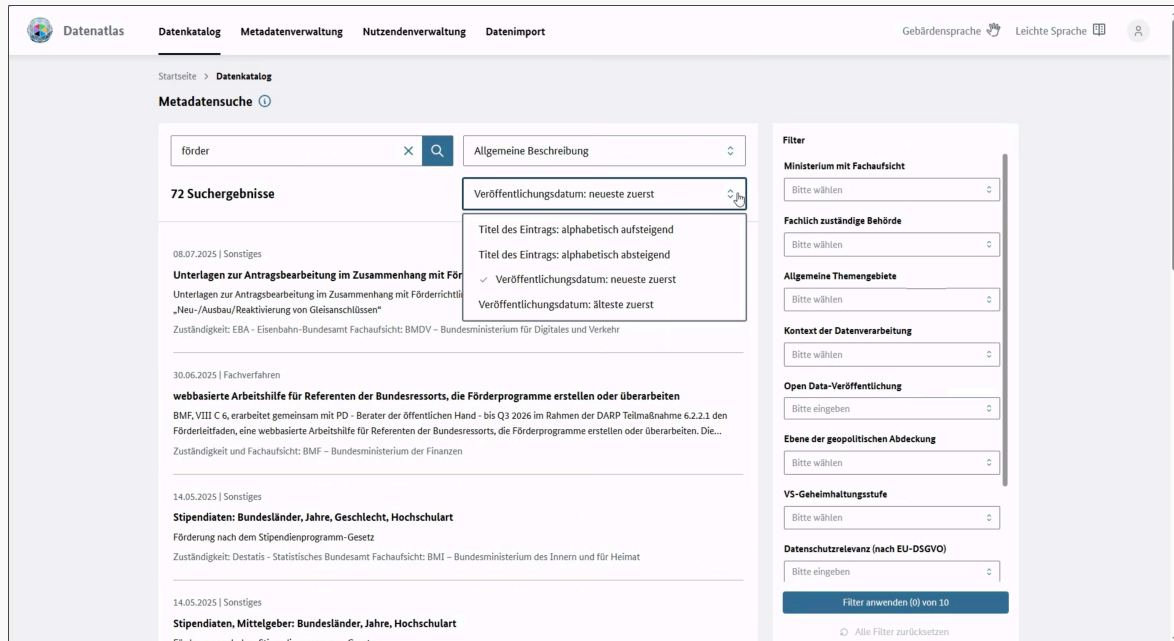 Datenatlas
Datenkatalog
Metadatenverwaltung
Nutzendenverwaltung
Datenimport
Gebärdensprache
Leichte Sprache
Startseite > Datenkatalog
Metadatensuche
förder
Allgemeine Beschreibung
72 Suchergebnisse
Veröffentlichungsdatum: neueste zuerst
Titel des Eintrags: alphabetisch aufsteigend
Titel des Eintrags: alphabetisch absteigend
Veröffentlichungsdatum: neueste zuerst
Veröffentlichungsdatum: älteste zuerst
08.07.2025 | Sonstiges
Unterlagen zur Antragsbearbeitung im Zusammenhang mit För
Unterlagen zur Antragsbearbeitung im Zusammenhang mit Förderrichtli
„Neu-/Ausbau/Reaktivierung von Gleisanschlüssen"
Zuständigkeit: EBA - Eisenbahn-Bundesamt Fachaufsicht: BMDV – Bundesministerium für Digitales und Verkehr
30.06.2025 | Fachverfahren
webbasierte Arbeitshilfe für Referenten der Bundesressorts, die Förderprogramme erstellen oder überarbeiten
BMF, VIII C 6, erarbeitet gemeinsam mit PD - Berater der öffentlichen Hand - bis Q3 2026 im Rahmen der DARP Teilmaßnahme 6.2.2.1 den
Förderleitfaden, eine webbasierte Arbeitshilfe für Referenten der Bundesressorts, die Förderprogramme erstellen oder überarbeiten. Die...
Zuständigkeit und Fachaufsicht: BMF – Bundesministerium der Finanzen
14.05.2025 | Sonstiges
Stipendiaten: Bundesländer, Jahre, Geschlecht, Hochschulart
Förderung nach dem Stipendienprogramm-Gesetz
Zuständigkeit: Destatis - Statistisches Bundesamt Fachaufsicht: BMI – Bundesministerium des Innern und für Heimat
14.05.2025 | Sonstiges
Stipendiaten, Mittelgeber: Bundesländer, Jahre, Hochschulart
Filter
Ministerium mit Fachaufsicht
Bitte wählen
Fachlich zuständige Behörde
Bitte wählen
Allgemeine Themengebiete
Bitte wählen
Kontext der Datenverarbeitung
Bitte wählen
Open Data-Veröffentlichung
Bitte eingeben
Ebene der geopolitischen Abdeckung
Bitte wählen
VS-Geheimhaltungsstufe
Bitte wählen
Datenschutzrelevanz (nach EU-DSGVO)
Bitte eingeben
Filter anwenden (0) von 10
Alle Filter zurücksetzen